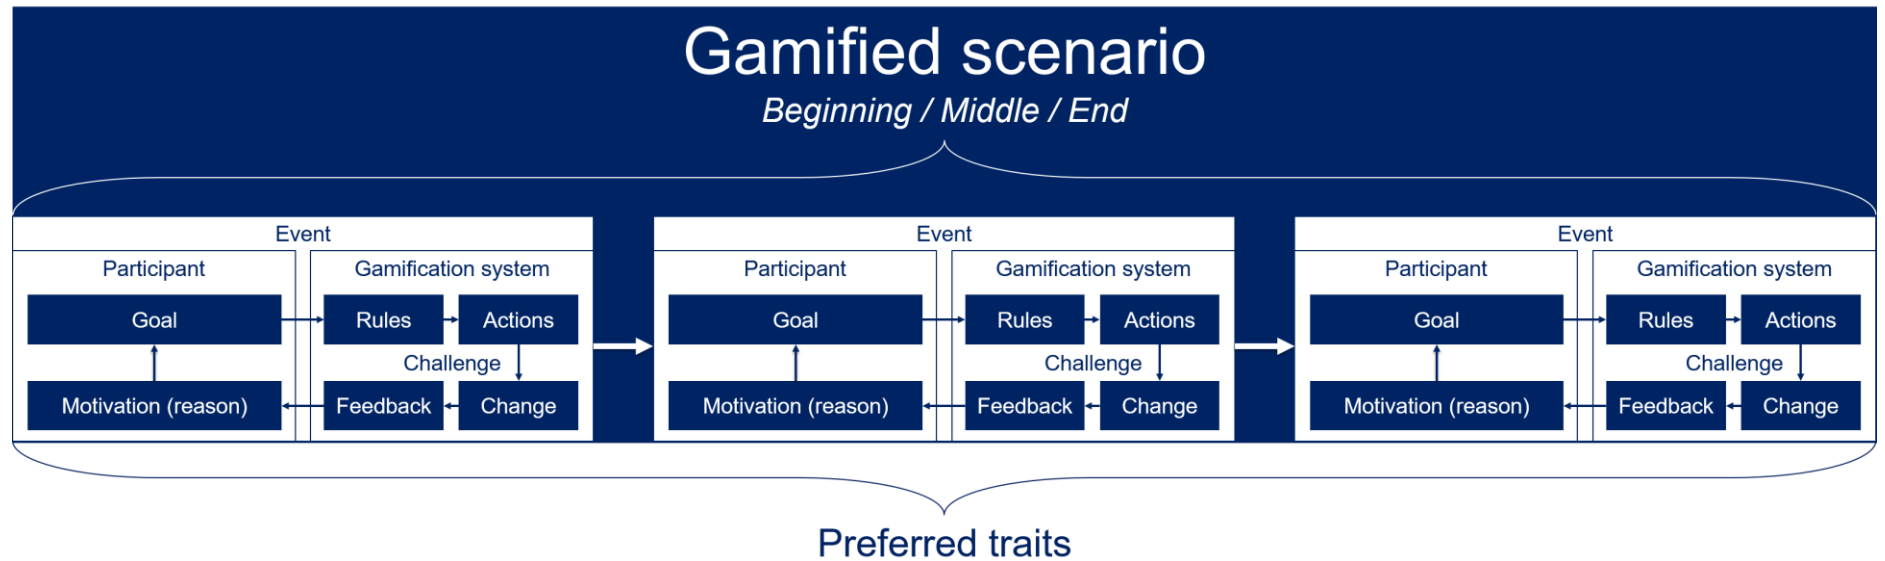 Gamified scenario
Beginning / Middle / End
Event
Participant
Gamification system
Goal
Rules
Actions
Challenge
Motivation (reason)
Feedback
Change
Event
Participant
Gamification system
Goal
Rules
Actions
Challenge
Motivation (reason)
Feedback
Change
Event
Participant
Gamification system
Goal
Rules
Actions
Challenge
Motivation (reason)
Feedback
Change
Preferred traits